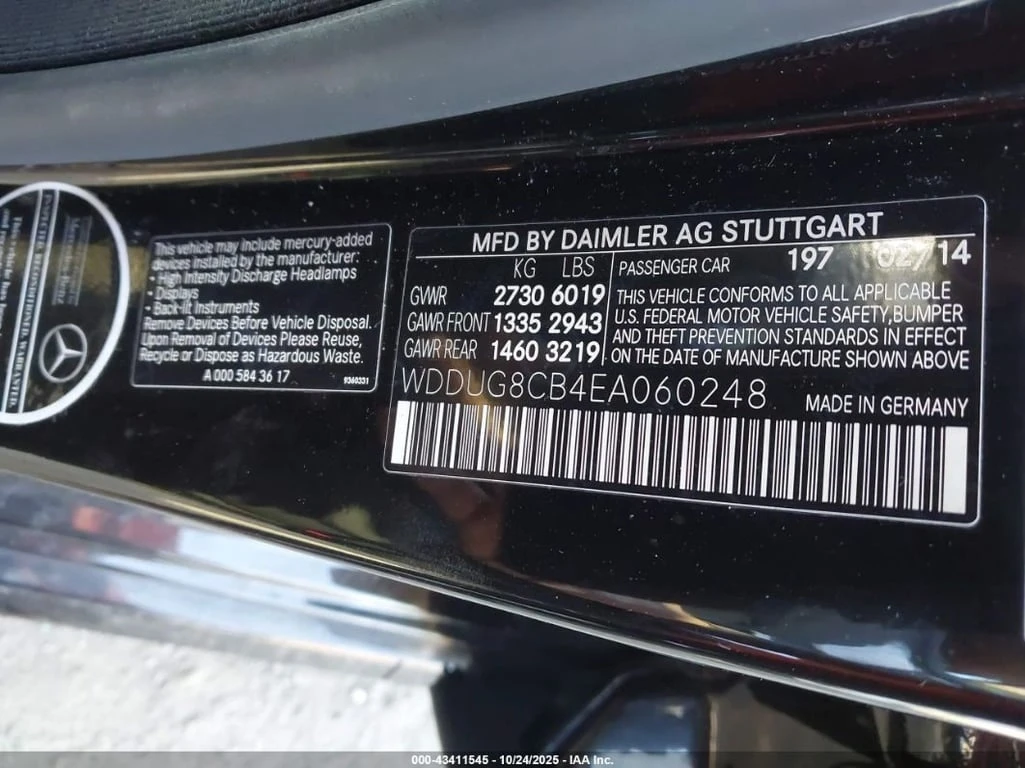 This vehicle may include mercury-added
devices installed by the manufacturer:
• High Intensity Discharge Headlamps
• Displays
• Back-lit Instruments
Remove Devices Before Vehicle Disposal.
Upon Removal of Devices Please Reuse,
Recycle or Dispose as Hazardous Waste.
A 000 584 36 17
9360331
MFD BY DAIMLER AG STUTTGART
KG LBS
GVWR 2730 6019
GAWR FRONT 1335 2943
GAWR REAR 1460 3219
PASSENGER CAR 197 02/14
THIS VEHICLE CONFORMS TO ALL APPLICABLE
U.S. FEDERAL MOTOR VEHICLE SAFETY, BUMPER
AND THEFT PREVENTION STANDARDS IN EFFECT
ON THE DATE OF MANUFACTURE SHOWN ABOVE
WDDUG8CB4EA060248
MADE IN GERMANY
000-43411545 - 10/24/2025 - IAA Inc.